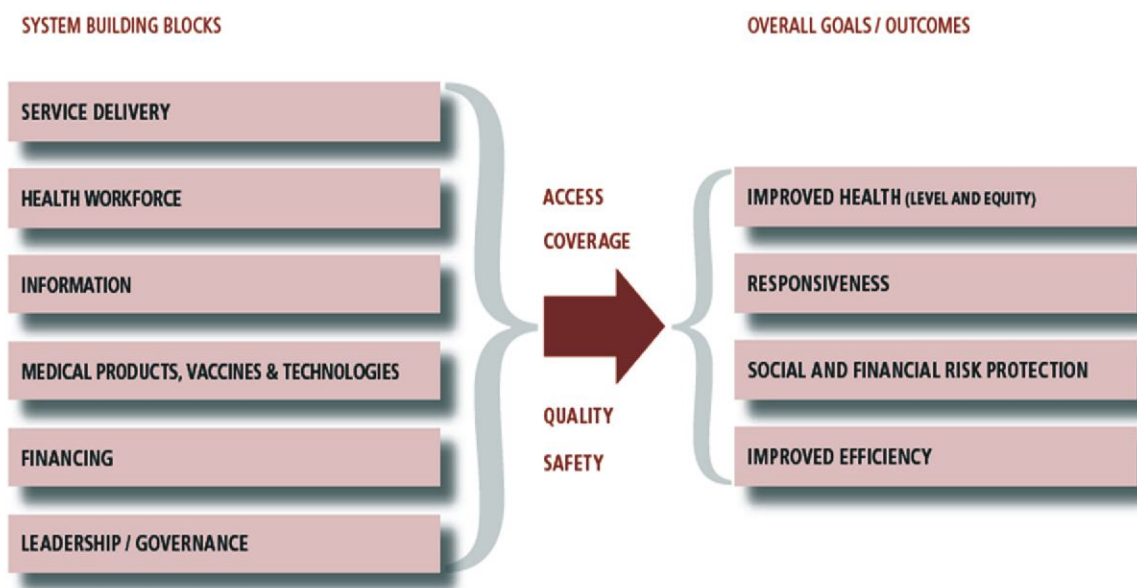 SYSTEM BUILDING BLOCKS
SERVICE DELIVERY
HEALTH WORKFORCE
INFORMATION
MEDICAL PRODUCTS, VACCINES & TECHNOLOGIES
FINANCING
LEADERSHIP / GOVERNANCE
ACCESS
COVERAGE
QUALITY
SAFETY
OVERALL GOALS / OUTCOMES
IMPROVED HEALTH (LEVEL AND EQUITY)
RESPONSIVENESS
SOCIAL AND FINANCIAL RISK PROTECTION
IMPROVED EFFICIENCY